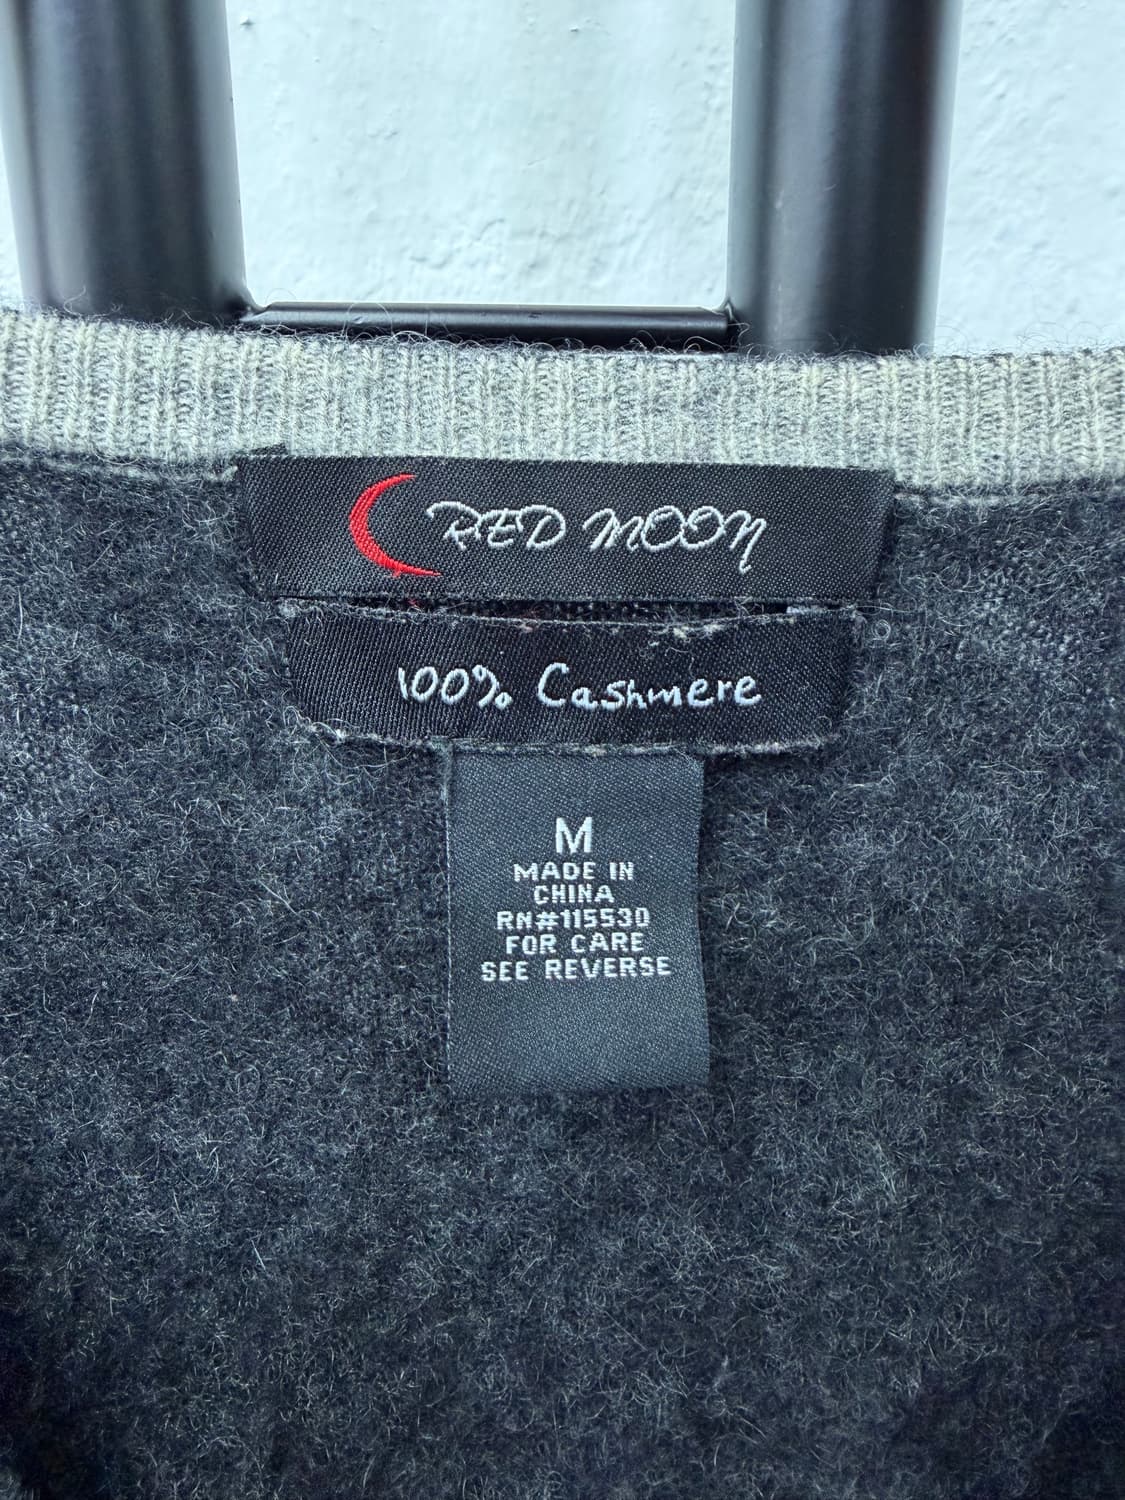 RED MOON
100% Cashmere
M
MADE IN
CHINA
RN#115530
FOR CARE
SEE REVERSE